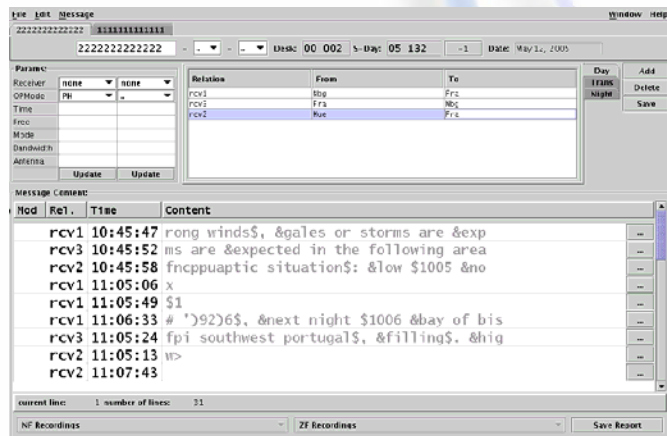 File Edit Message Window Help
2222222222222 1111111111111
2222222222222 - .. - .. Desk: 00 002 S-Day: 05 132 -1 Date: May 12, 2005
Params:
Receiver none none
OPMode PH ..
Time
Freq
Mode
Bandwidth
Antenna
Update Update
Relation From To
rcv1 Nbg Fra
rcv3 Fra Nbg
rcv2 Mue Fra
Day
Trans
Night
Add
Delete
Save
Message Content:
Mod Rel. Time Content
rcv1 10:45:47 rong winds$, &gales or storms are &exp ...
rcv3 10:45:52 ms are &expected in the following area ...
rcv2 10:45:58 fncppuaptic situation$: &low $1005 &no ...
rcv1 11:05:06 x ...
rcv1 11:05:49 $1 ...
rcv1 11:06:33 # ')92)6$, &next night $1006 &bay of bis ...
rcv3 11:05:24 fpi southwest portugal$, &filling$. &hig ...
rcv2 11:05:13 ...
rcv2 11:07:43 ...
current line: 1 number of lines: 31
NF Recordings ZF Recordings Save Report